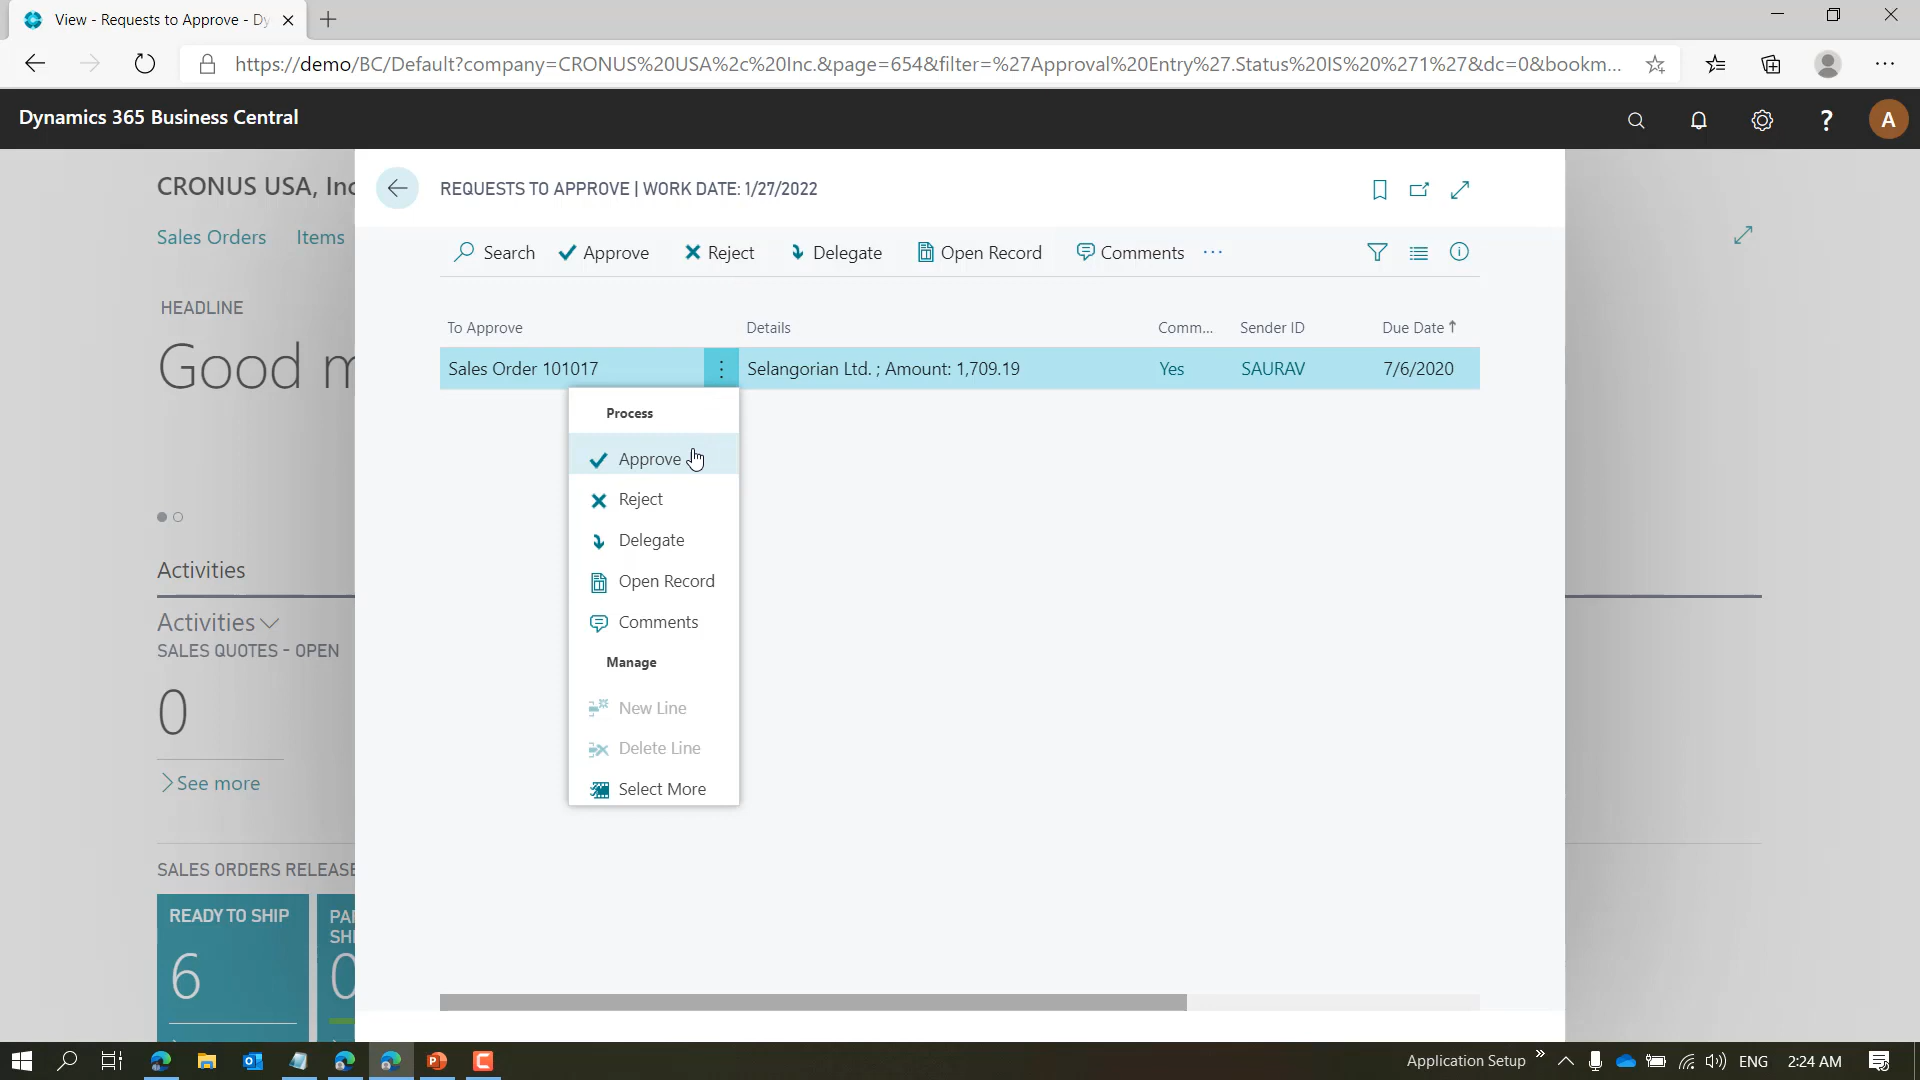 View - Requests to Approve - Dy
https://demo/BC/Default?company=CRONUS%20USA%2c%20Inc.&page=654&filter=%27Approval%20Entry%27.Status%20IS%20%271%27&dc=0&bookm...
Dynamics 365 Business Central
?
A
CRONUS USA, Inc
REQUESTS TO APPROVE | WORK DATE: 1/27/2022
Sales Orders Items
Search Approve Reject Delegate Open Record Comments ...
HEADLINE
Good m
To Approve Details Comm... Sender ID Due Date ↑
Sales Order 101017 Selangorian Ltd. ; Amount: 1,709.19 Yes SAURAV 7/6/2020
Process
Approve
Reject
Delegate
Open Record
Comments
Manage
New Line
Delete Line
Select More
Activities
Activities
SALES QUOTES - OPEN
0
See more
SALES ORDERS RELEASE
READY TO SHIP
6
PAR
SHI
0
Application Setup » ENG 2:24 AM